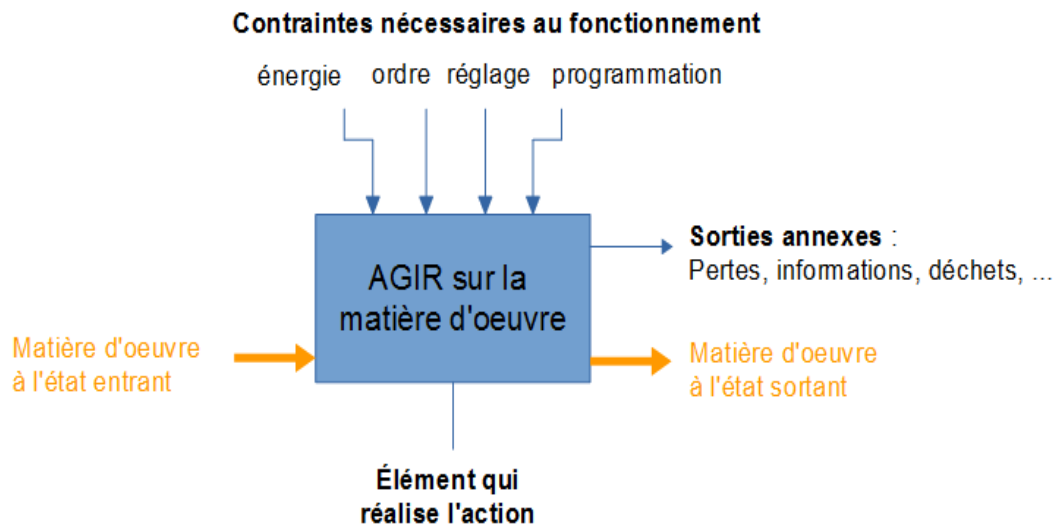 Contraintes nécessaires au fonctionnement
énergie ordre réglage programmation
AGIR sur la
matière d'oeuvre
Sorties annexes :
Pertes, informations, déchets, ...
Matière d'oeuvre
à l'état entrant
Matière d'oeuvre
à l'état sortant
Élément qui
réalise l'action